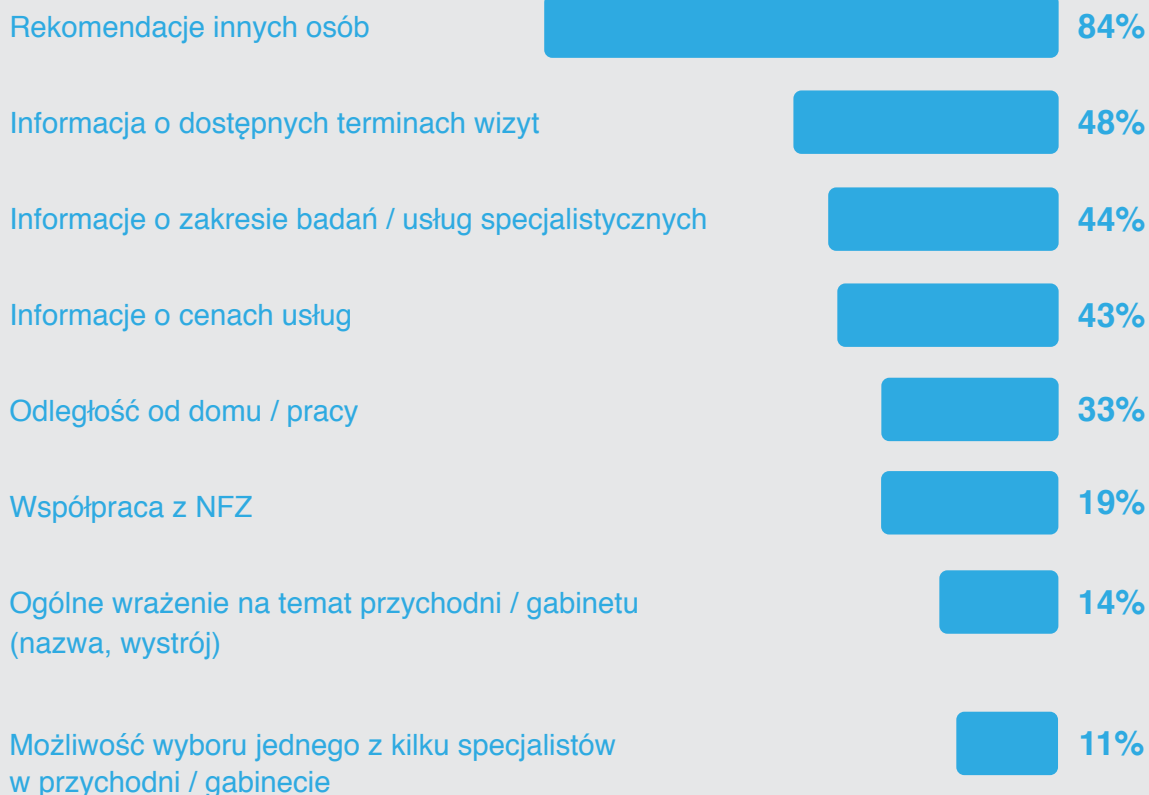 Rekomendacje innych osób 84%
Informacja o dostępnych terminach wizyt 48%
Informacje o zakresie badań / usług specjalistycznych 44%
Informacje o cenach usług 43%
Odległość od domu / pracy 33%
Współpraca z NFZ 19%
Ogólne wrażenie na temat przychodni / gabinetu 14%
(nazwa, wystrój)
Możliwość wyboru jednego z kilku specjalistów 11%
w przychodni / gabinecie